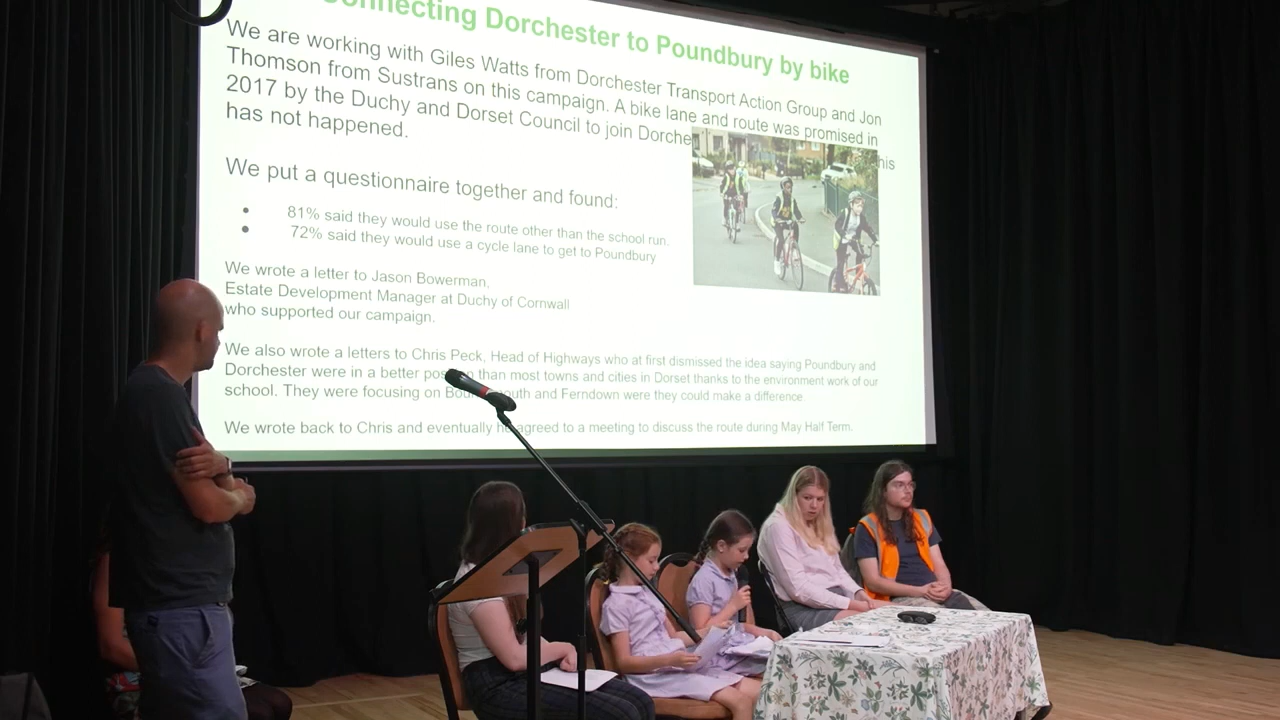 Connecting Dorchester to Poundbury by bike
We are working with Giles Watts from Dorchester Transport Action Group and Jon
Thomson from Sustrans on this campaign. A bike lane and route was promised in
2017 by the Duchy and Dorset Council to join Dorche his
has not happened.
We put a questionnaire together and found:
• 81% said they would use the route other than the school run.
• 72% said they would use a cycle lane to get to Poundbury
We wrote a letter to Jason Bowerman,
Estate Development Manager at Duchy of Cornwall
who supported our campaign.
We also wrote a letters to Chris Peck, Head of Highways who at first dismissed the idea saying Poundbury and
Dorchester were in a better position than most towns and cities in Dorset thanks to the environment work of our
school. They were focusing on Bournemouth and Ferndown were they could make a difference.
We wrote back to Chris and eventually he agreed to a meeting to discuss the route during May Half Term.